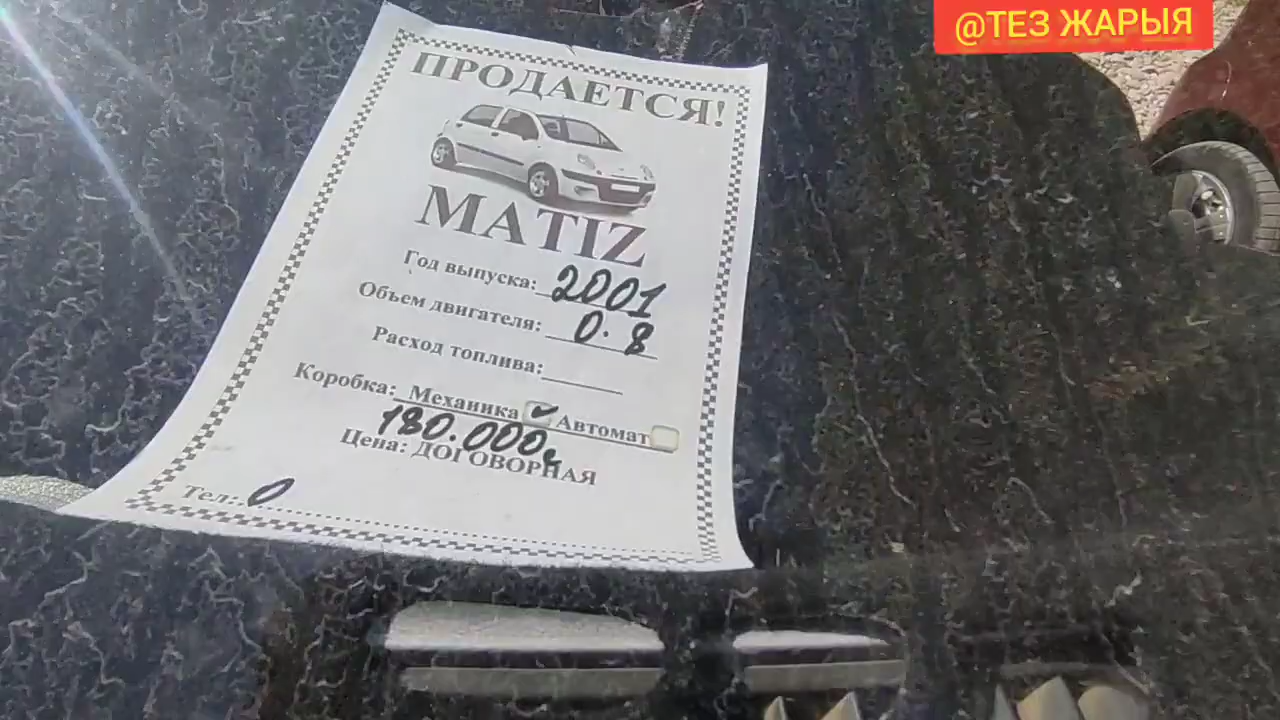 @ТЕЗ ЖАРЫЯ
ПРОДАЕТСЯ!
MATIZ
Год выпуска: 2001
Объем двигателя: 0.8
Расход топлива:
Коробка: Механика Автомат
180.000с
Цена: ДОГОВОРНАЯ
Тел.: 0